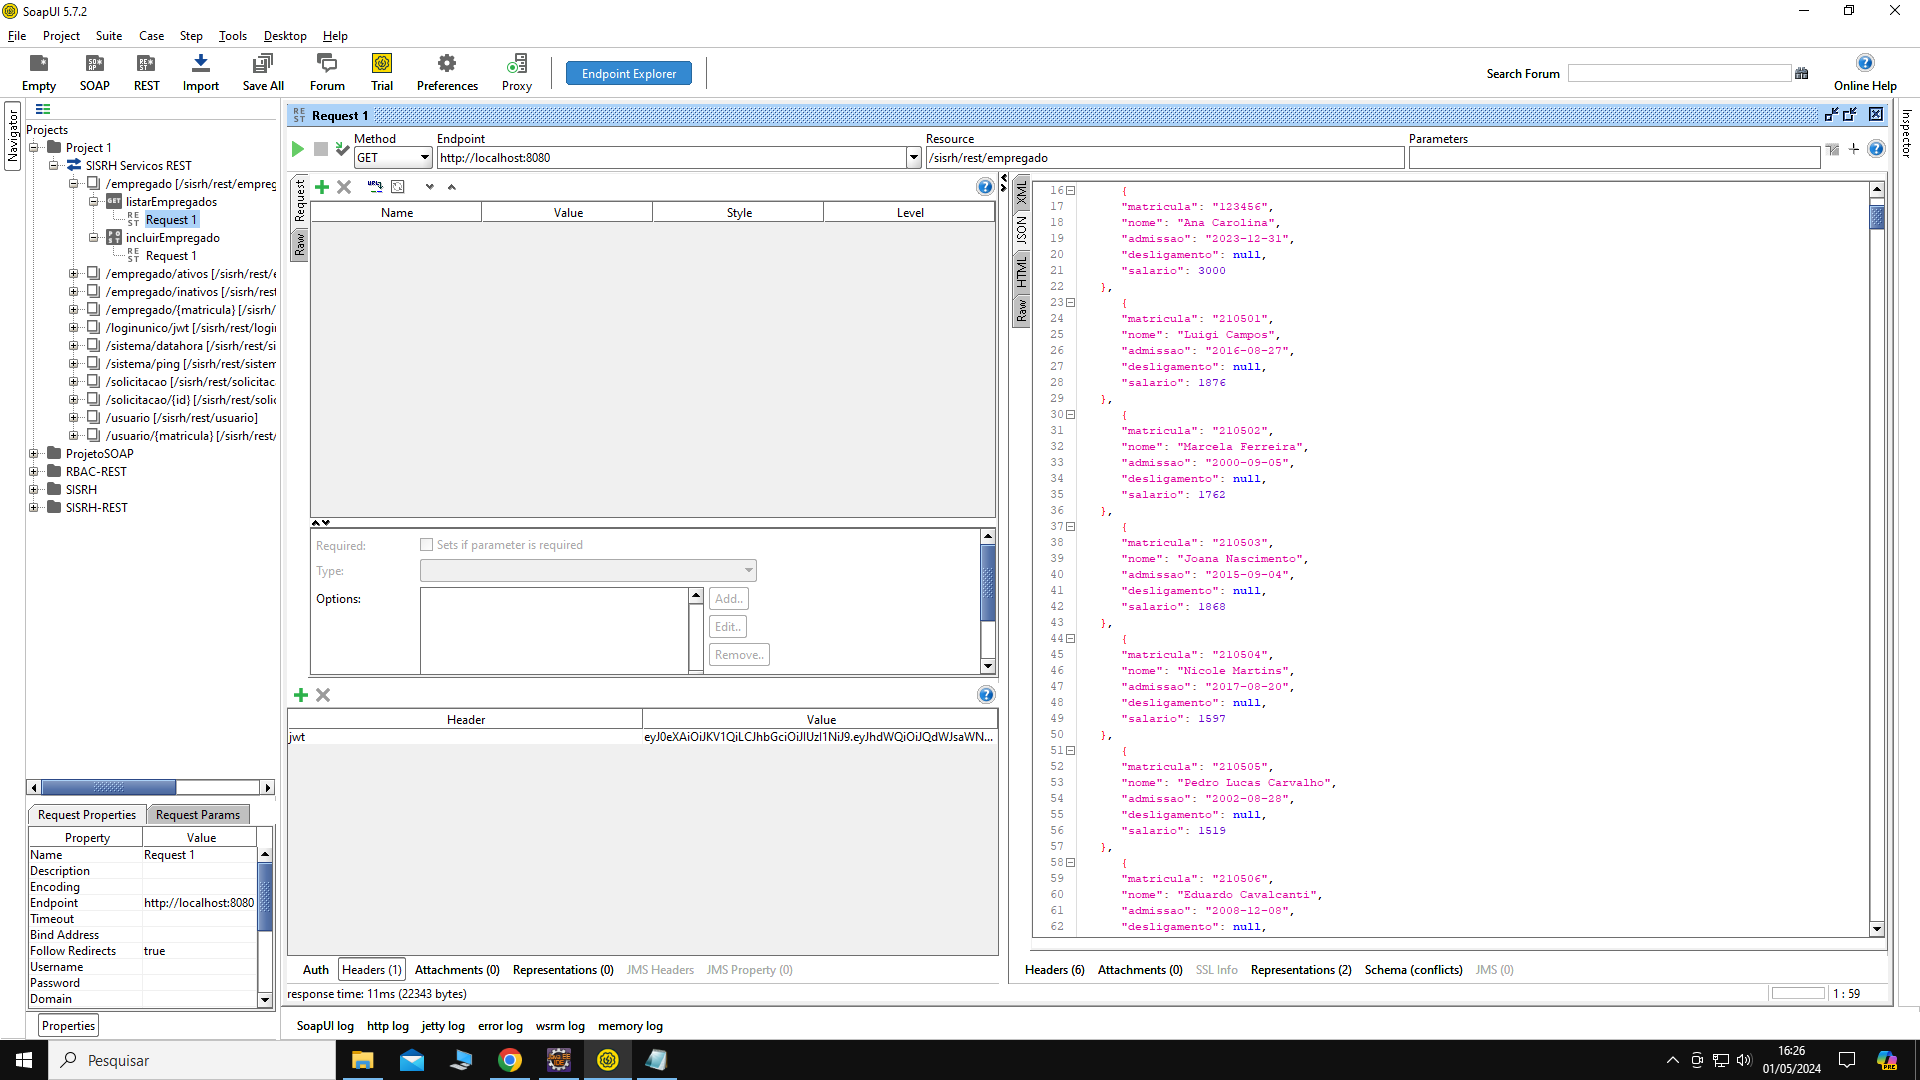 SoapUI 5.7.2
File Project Suite Case Step Tools Desktop Help
Empty SOAP REST Import Save All Forum Trial Preferences Proxy
Endpoint Explorer
Search Forum
Online Help
Navigator
Inspector
Projects
Project 1
SISRH Servicos REST
/empregado [/sisrh/rest/empreg
listarEmpregados
Request 1
incluirEmpregado
Request 1
/empregado/ativos [/sisrh/rest/e
/empregado/inativos [/sisrh/rest
/empregado/{matricula} [/sisrh/
/loginunico/jwt [/sisrh/rest/logi
/sistema/datahora [/sisrh/rest/si
/sistema/ping [/sisrh/rest/sistem
/solicitacao [/sisrh/rest/solicitac
/solicitacao/{id} [/sisrh/rest/solic
/usuario [/sisrh/rest/usuario]
/usuario/{matricula} [/sisrh/rest/
ProjetoSOAP
RBAC-REST
SISRH
SISRH-REST
Request Properties Request Params
Property Value
Name Request 1
Description
Encoding
Endpoint http://localhost:8080
Timeout
Bind Address
Follow Redirects true
Username
Password
Domain
Properties
Request 1
Method Endpoint Resource Parameters
GET http://localhost:8080 /sisrh/rest/empregado
Request
Raw
Name Value Style Level
Required: Sets if parameter is required
Type:
Options:
Add..
Edit..
Remove..
Header Value
jwt eyJ0eXAiOiJKV1QiLCJhbGciOiJIUzI1NiJ9.eyJhdWQiOiJQdWJsaWN...
Auth Headers (1) Attachments (0) Representations (0) JMS Headers JMS Property (0)
response time: 11ms (22343 bytes)
XML
JSON
HTML
Raw
16 {
17 "matricula": "123456",
18 "nome": "Ana Carolina",
19 "admissao": "2023-12-31",
20 "desligamento": null,
21 "salario": 3000
22 },
23 {
24 "matricula": "210501",
25 "nome": "Luigi Campos",
26 "admissao": "2016-08-27",
27 "desligamento": null,
28 "salario": 1876
29 },
30 {
31 "matricula": "210502",
32 "nome": "Marcela Ferreira",
33 "admissao": "2000-09-05",
34 "desligamento": null,
35 "salario": 1762
36 },
37 {
38 "matricula": "210503",
39 "nome": "Joana Nascimento",
40 "admissao": "2015-09-04",
41 "desligamento": null,
42 "salario": 1868
43 },
44 {
45 "matricula": "210504",
46 "nome": "Nicole Martins",
47 "admissao": "2017-08-20",
48 "desligamento": null,
49 "salario": 1597
50 },
51 {
52 "matricula": "210505",
53 "nome": "Pedro Lucas Carvalho",
54 "admissao": "2002-08-28",
55 "desligamento": null,
56 "salario": 1519
57 },
58 {
59 "matricula": "210506",
60 "nome": "Eduardo Cavalcanti",
61 "admissao": "2008-12-08",
62 "desligamento": null,
Headers (6) Attachments (0) SSL Info Representations (2) Schema (conflicts) JMS (0)
1 : 59
SoapUI log http log jetty log error log wsrm log memory log
Pesquisar
16:26
01/05/2024